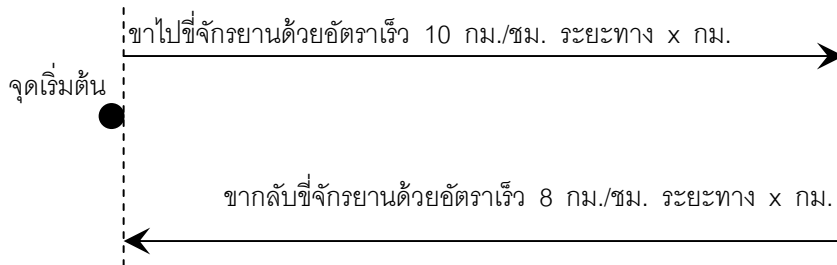 ขาไปขี่จักรยานด้วยอัตราเร็ว 10 กม./ชม. ระยะทาง x กม.
จุดเริ่มต้น
ขากลับขี่จักรยานด้วยอัตราเร็ว 8 กม./ชม. ระยะทาง x กม.